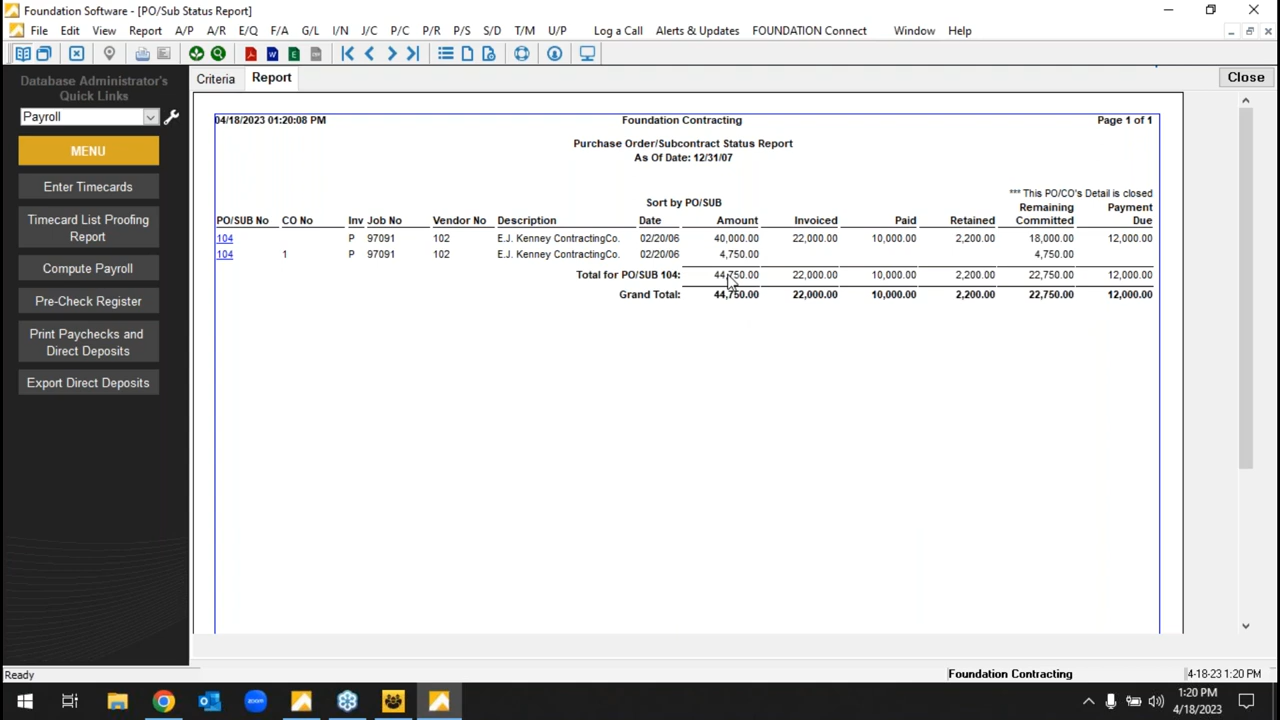 Foundation Software - [PO/Sub Status Report]
File Edit View Report A/P A/R E/Q F/A G/L I/N J/C P/C P/R P/S S/D T/M U/P Log a Call Alerts & Updates FOUNDATION Connect Window Help
Database Administrator's
Quick Links
Payroll
MENU
Enter Timecards
Timecard List Proofing
Report
Compute Payroll
Pre-Check Register
Print Paychecks and
Direct Deposits
Export Direct Deposits
Criteria Report Close
04/18/2023 01:20:08 PM Foundation Contracting Page 1 of 1
Purchase Order/Subcontract Status Report
As Of Date: 12/31/07
*** This PO/CO's Detail is closed
Sort by PO/SUB Remaining Payment
PO/SUB No CO No Inv Job No Vendor No Description Date Amount Invoiced Paid Retained Committed Due
104 P 97091 102 E.J. Kenney ContractingCo. 02/20/06 40,000.00 22,000.00 10,000.00 2,200.00 18,000.00 12,000.00
104 1 P 97091 102 E.J. Kenney ContractingCo. 02/20/06 4,750.00 4,750.00
Total for PO/SUB 104: 44,750.00 22,000.00 10,000.00 2,200.00 22,750.00 12,000.00
Grand Total: 44,750.00 22,000.00 10,000.00 2,200.00 22,750.00 12,000.00
Ready Foundation Contracting 4-18-23 1:20 PM
zoom
1:20 PM
4/18/2023